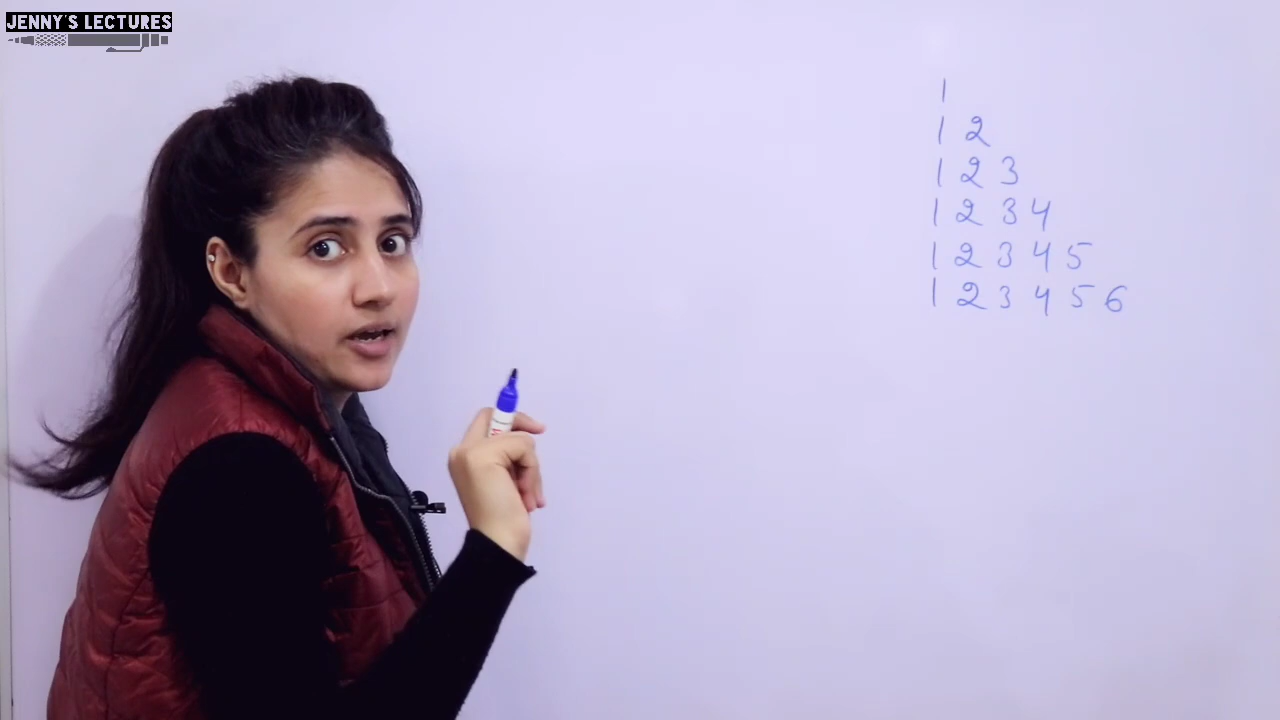 JENNY'S LECTURES
1
1 2
1 2 3
1 2 3 4
1 2 3 4 5
1 2 3 4 5 6